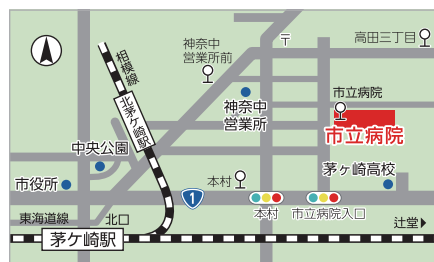 高田三丁目
〒
神奈中
営業所前
相模線
市立病院
北茅ケ崎駅
神奈中
営業所
市立病院
中央公園
茅ヶ崎高校
本村
市役所
1
本村
市立病院入口
東海道線
北口
辻堂
茅ケ崎駅